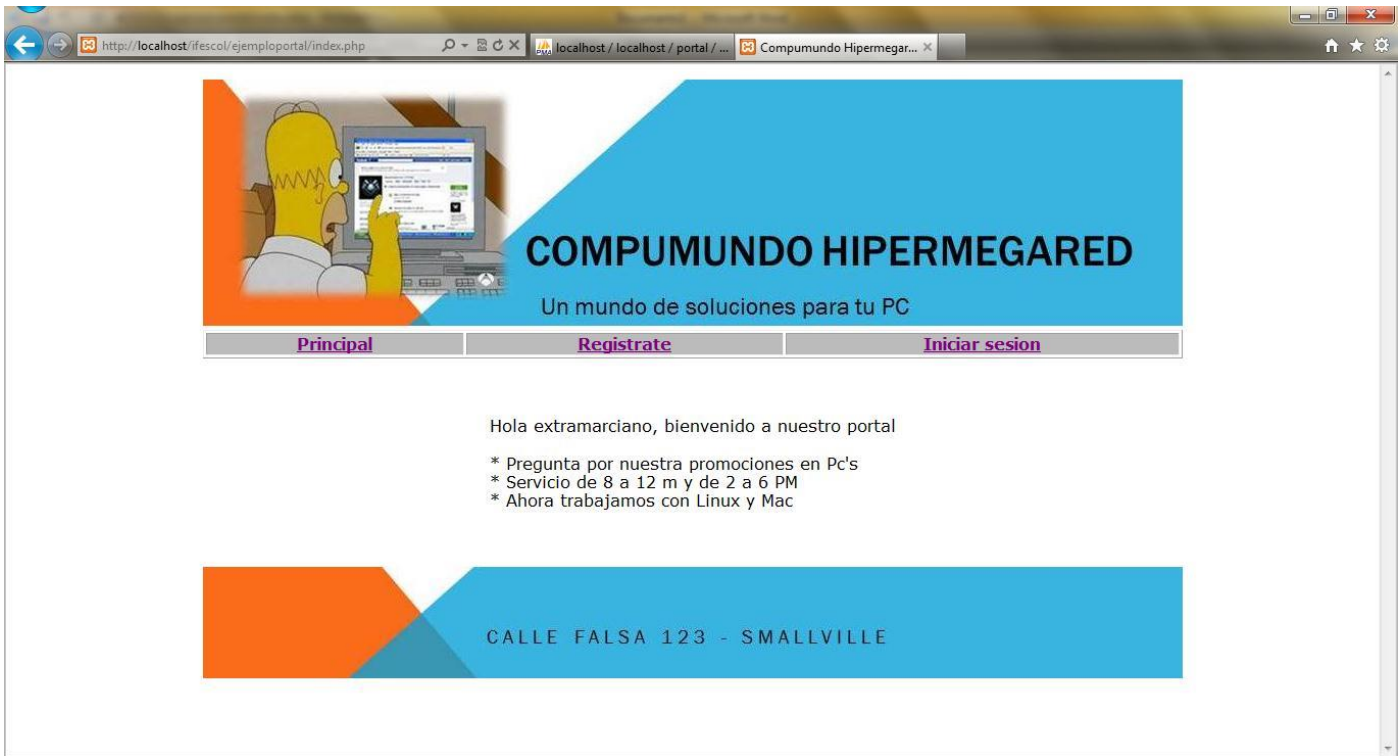 http://localhost/ifescol/ejemploportal/index.php
localhost / localhost / portal / ...
Compumundo Hipermegar...
COMPUMUNDO HIPERMEGARED
Un mundo de soluciones para tu PC
Principal
Registrate
Iniciar sesion
Hola extramarciano, bienvenido a nuestro portal
* Pregunta por nuestra promociones en Pc's
* Servicio de 8 a 12 m y de 2 a 6 PM
* Ahora trabajamos con Linux y Mac
CALLE FALSA 123 - SMALLVILLE